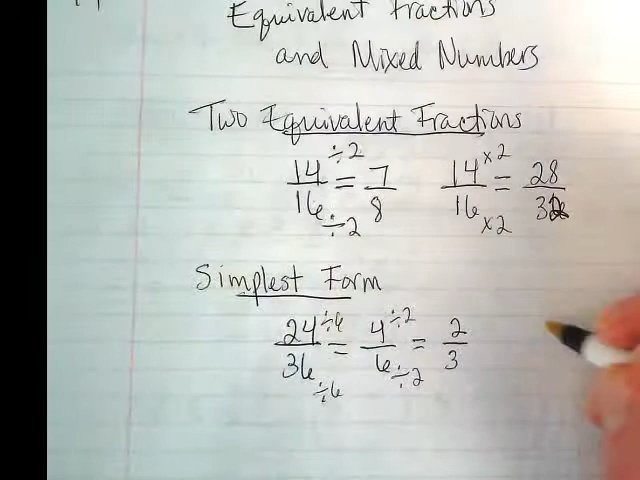 Equivalent Fractions
and Mixed Numbers
Two Equivalent Fractions
14/16 ÷2 ÷2 = 7/8 14/16 ×2 ×2 = 28/32
Simplest Form
24/36 ÷6 ÷6 = 4/6 ÷2 ÷2 = 2/3